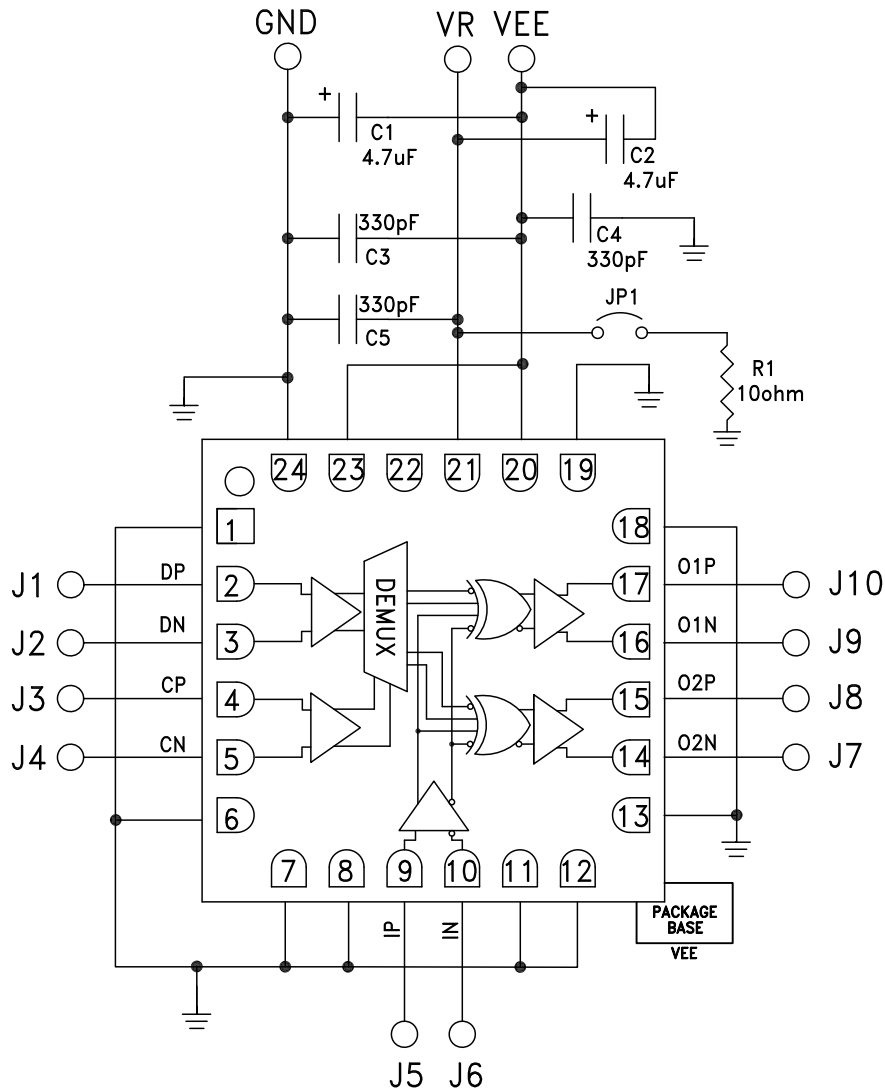 GND VR VEE
+
C1
4.7uF
+
C2
4.7uF
330pF
C3
C4
330pF
330pF
C5
JP1
R1
10ohm
24 23 22 21 20 19
1
18
J1 DP 2
17 O1P J10
J2 DN 3
16 O1N J9
J3 CP 4
15 O2P J8
J4 CN 5
14 O2N J7
6
13
DEMUX
7 8 9 10 11 12
IP IN
PACKAGE
BASE
VEE
J5 J6